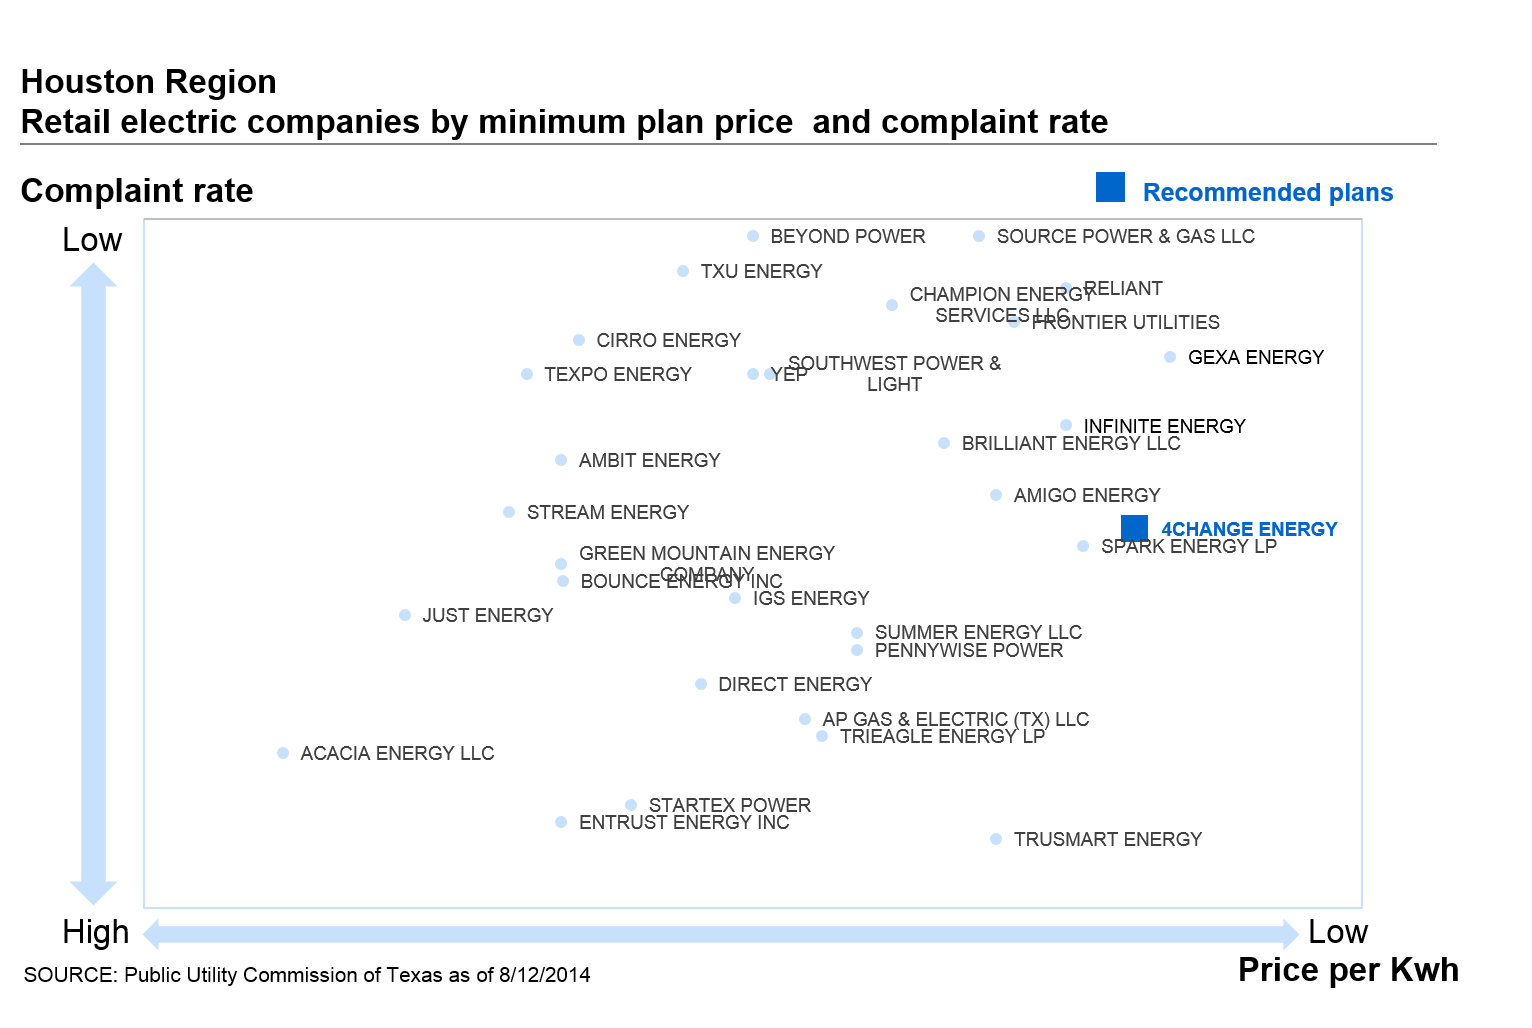 Houston Region
Retail electric companies by minimum plan price  and complaint rate
Complaint rate
Recommended plans
Low
BEYOND POWER
SOURCE POWER & GAS LLC
TXU ENERGY
RELIANT
CHAMPION ENERGY
SERVICES LLC
FRONTIER UTILITIES
CIRRO ENERGY
GEXA ENERGY
TEXPO ENERGY
YEP
SOUTHWEST POWER &
LIGHT
INFINITE ENERGY
BRILLIANT ENERGY LLC
AMBIT ENERGY
AMIGO ENERGY
STREAM ENERGY
4CHANGE ENERGY
SPARK ENERGY LP
GREEN MOUNTAIN ENERGY
COMPANY
BOUNCE ENERGY INC
IGS ENERGY
JUST ENERGY
SUMMER ENERGY LLC
PENNYWISE POWER
DIRECT ENERGY
AP GAS & ELECTRIC (TX) LLC
TRIEAGLE ENERGY LP
ACACIA ENERGY LLC
STARTEX POWER
ENTRUST ENERGY INC
TRUSMART ENERGY
High
Low
Price per Kwh
SOURCE: Public Utility Commission of Texas as of 8/12/2014